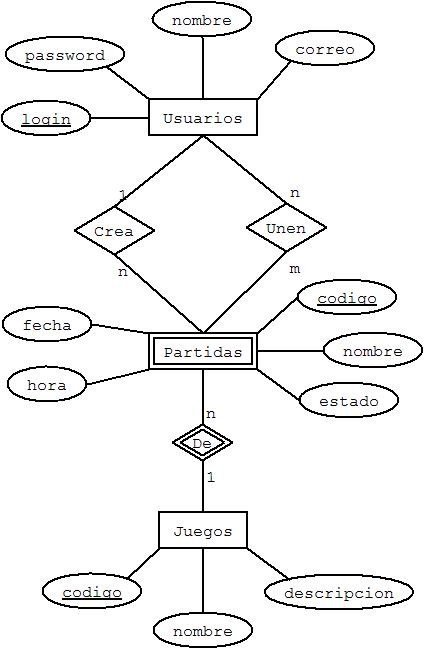 nombre
password
correo
login
Usuarios
1
n
Crea
Unen
n
m
codigo
fecha
Partidas
nombre
hora
estado
n
De
1
Juegos
codigo
descripcion
nombre